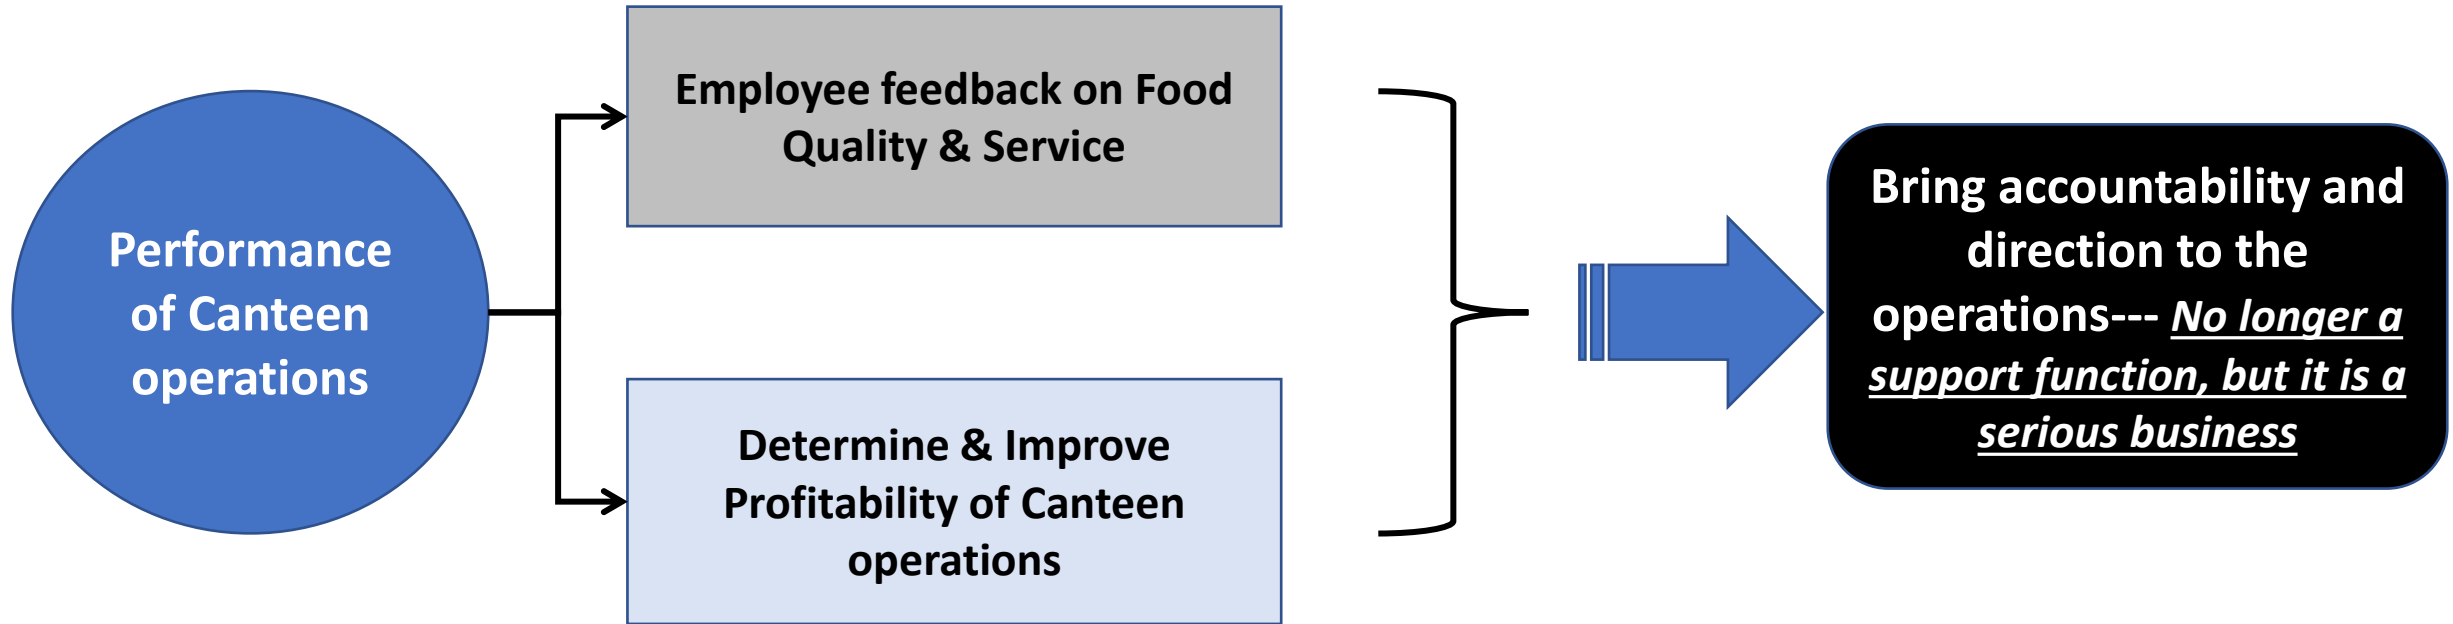 Performance
of Canteen
operations
Employee feedback on Food
Quality & Service
Determine & Improve
Profitability of Canteen
operations
Bring accountability and
direction to the
operations--- No longer a
support function, but it is a
serious business